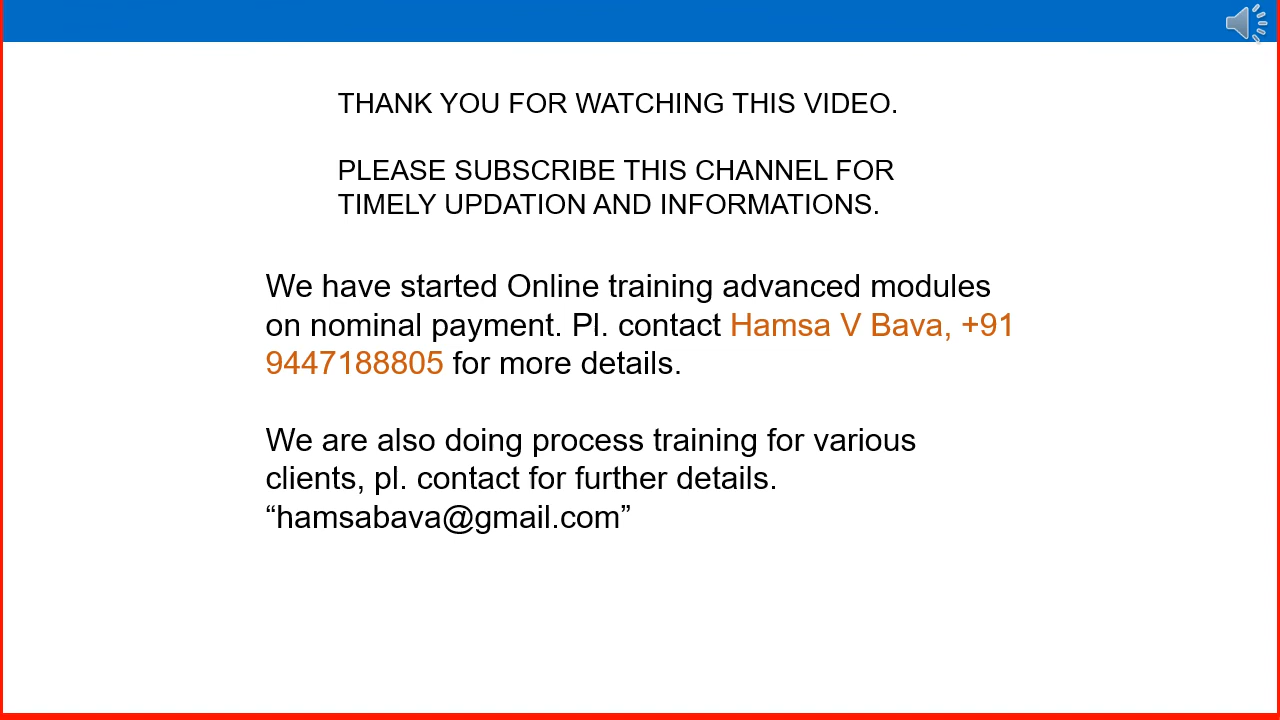 THANK YOU FOR WATCHING THIS VIDEO.
PLEASE SUBSCRIBE THIS CHANNEL FOR
TIMELY UPDATION AND INFORMATIONS.
We have started Online training advanced modules
on nominal payment. Pl. contact Hamsa V Bava, +91
9447188805 for more details.
We are also doing process training for various
clients, pl. contact for further details.
“hamsabava@gmail.com”